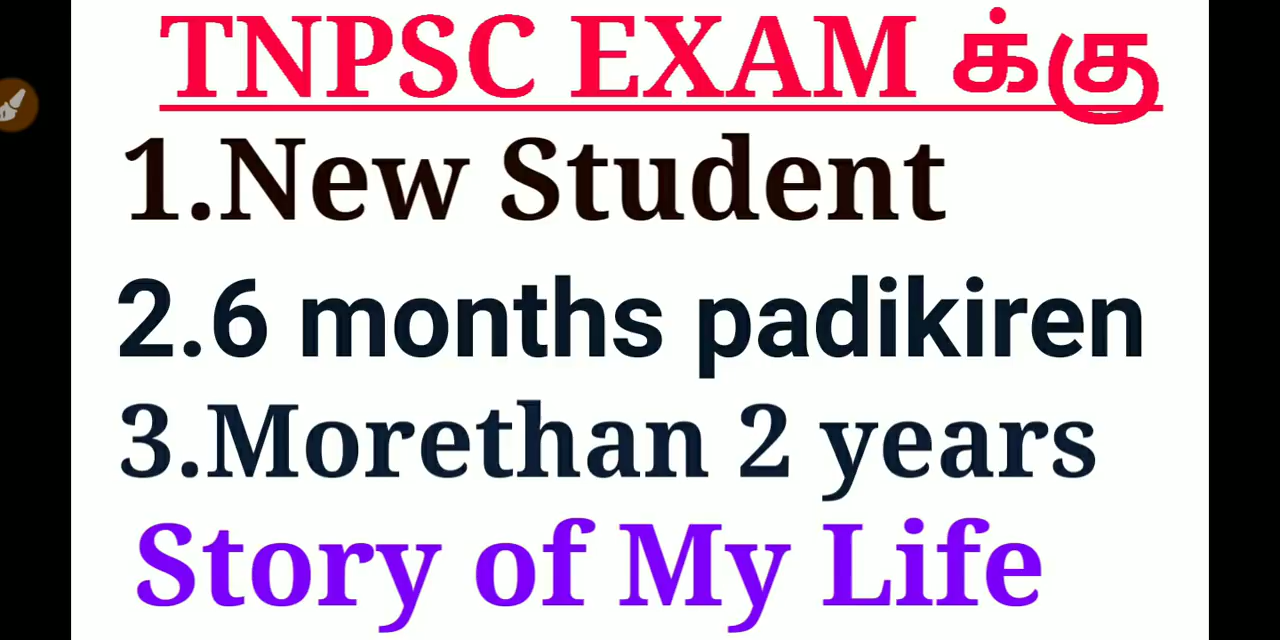 TNPSC EXAM க்கு
1.New Student
2.6 months padikiren
3.Morethan 2 years
Story of My Life